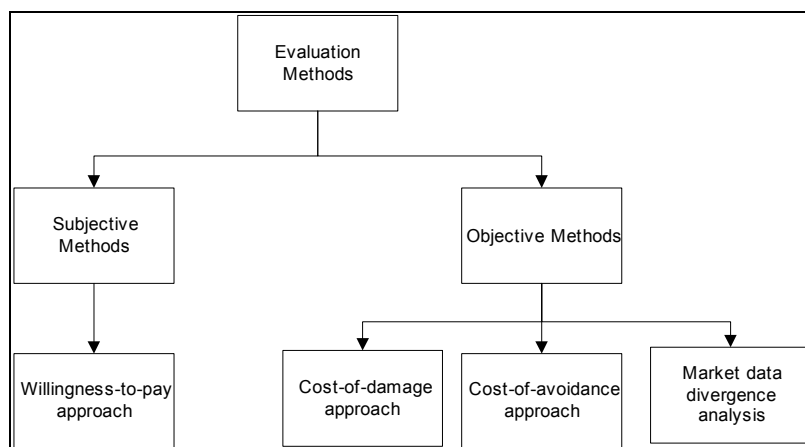 Evaluation
Methods
Subjective
Methods
Objective Methods
Willingness-to-pay
approach
Cost-of-damage
approach
Cost-of-avoidance
approach
Market data
divergence
analysis